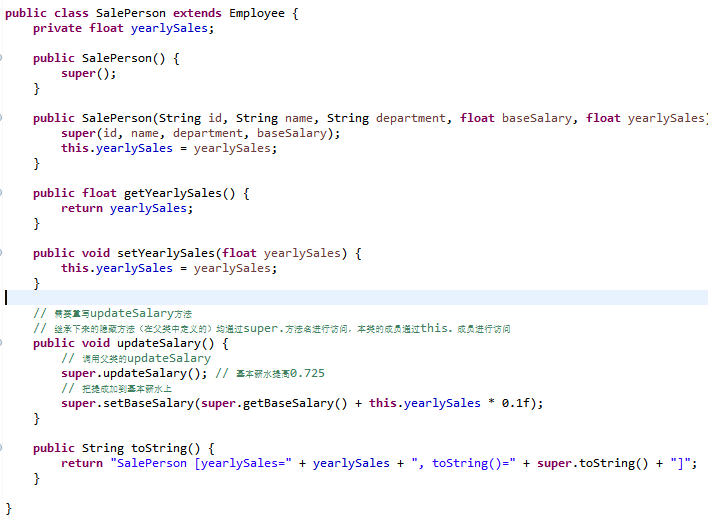 public class SalePerson extends Employee {
private float yearlySales;
public SalePerson() {
super();
}
public SalePerson(String id, String name, String department, float baseSalary, float yearlySales)
super(id, name, department, baseSalary);
this.yearlySales = yearlySales;
}
public float getYearlySales() {
return yearlySales;
}
public void setYearlySales(float yearlySales) {
this.yearlySales = yearlySales;
}
// 需要重写updateSalary方法
// 继承下来的隐藏方法（在父类中定义的）均通过super.方法名进行访问，本类的成员通过this. 成员进行访问
public void updateSalary() {
// 调用父类的updateSalary
super.updateSalary(); // 基本薪水提高0.725
// 把提成加到基本薪水上
super.setBaseSalary(super.getBaseSalary() + this.yearlySales * 0.1f);
}
public String toString() {
return "SalePerson [yearlySales=" + yearlySales + ", toString()=" + super.toString() + "]";
}
}